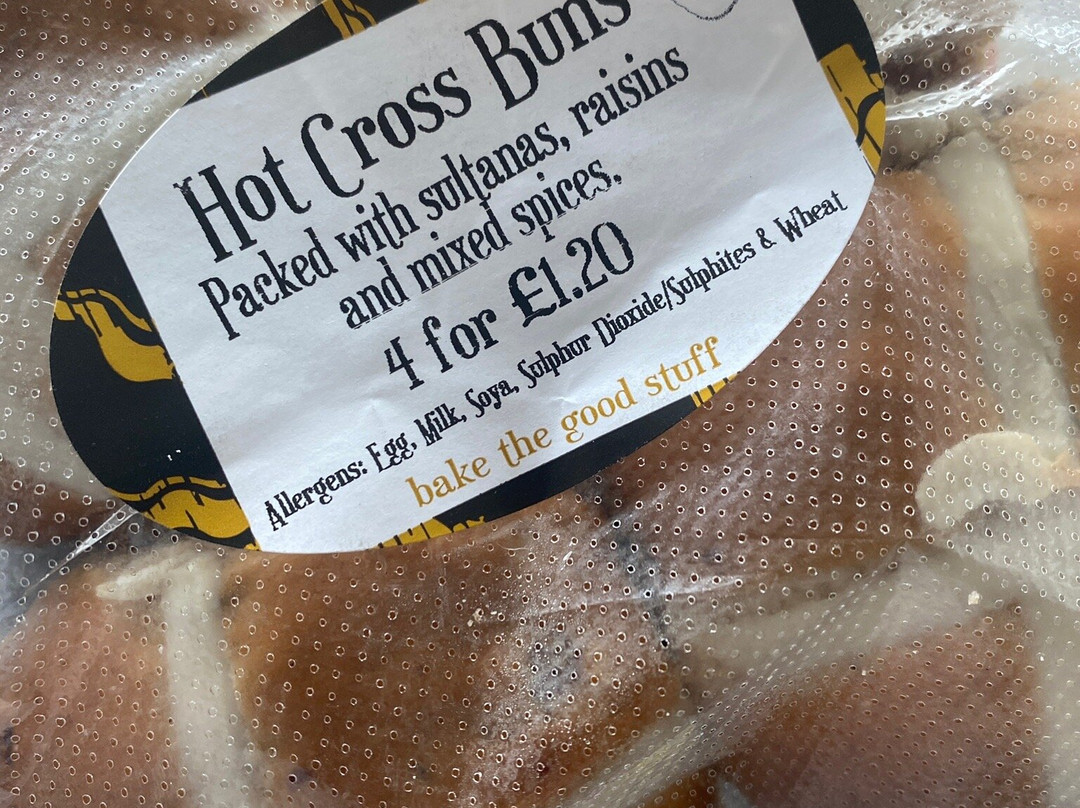 Hot Cross Buns
Packed with sultanas, raisins
and mixed spices.
4 for £1.20
Allergens: Egg, Milk, Soya, Sulphur Dioxide/Sulphites & Wheat
bake the good stuff